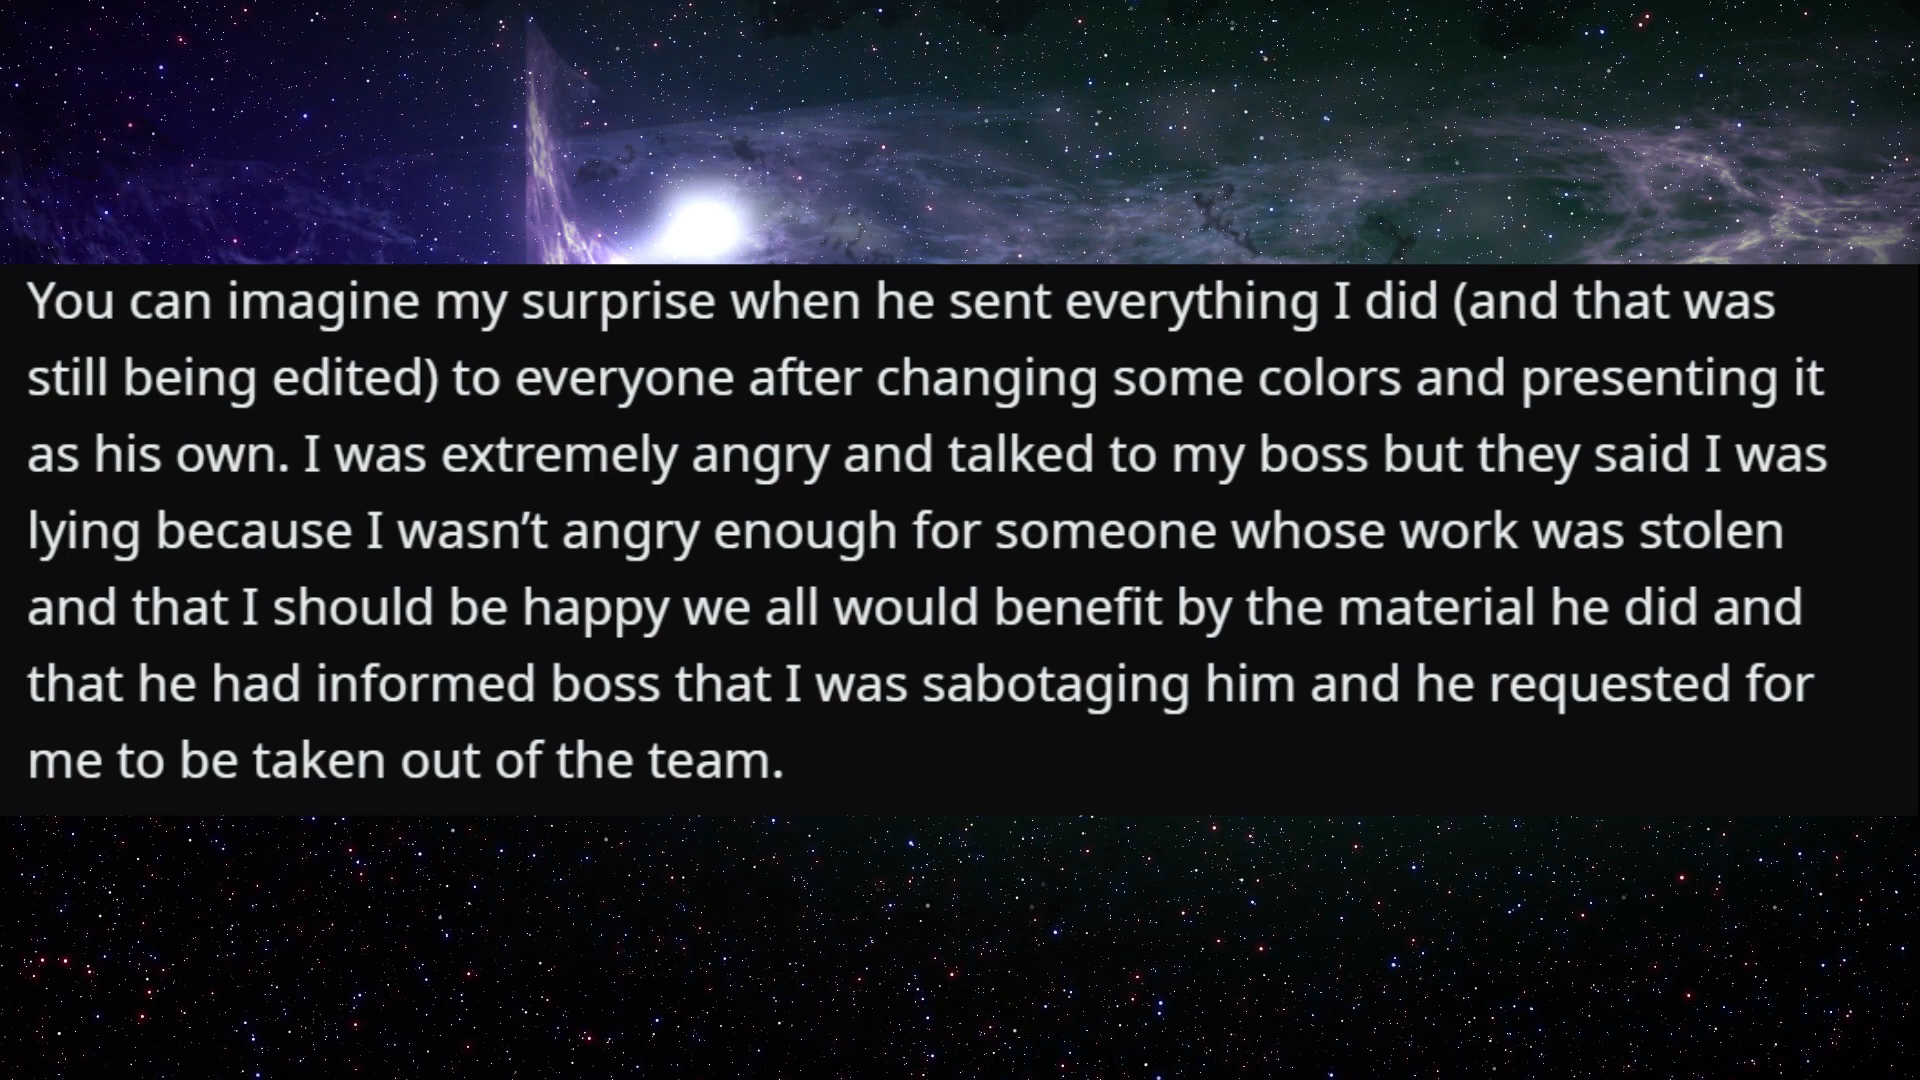 You can imagine my surprise when he sent everything I did (and that was
still being edited) to everyone after changing some colors and presenting it
as his own. I was extremely angry and talked to my boss but they said I was
lying because I wasn’t angry enough for someone whose work was stolen
and that I should be happy we all would benefit by the material he did and
that he had informed boss that I was sabotaging him and he requested for
me to be taken out of the team.